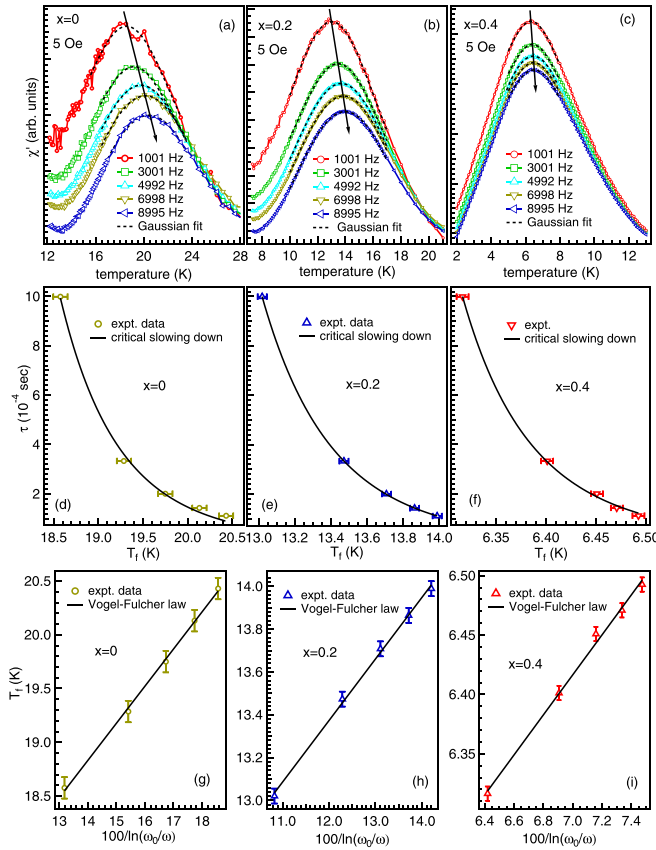 x=0
(a)
5 Oe
1001 Hz
3001 Hz
4992 Hz
6998 Hz
8995 Hz
Gaussian fit
χ' (arb. units)
12 16 20 24 28
temperature (K)
x=0.2
(b)
5 Oe
1001 Hz
3001 Hz
4992 Hz
6998 Hz
8995 Hz
Gaussian fit
8 10 12 14 16 18 20
temperature (K)
x=0.4
(c)
5 Oe
1001 Hz
3001 Hz
4992 Hz
6998 Hz
8995 Hz
Gaussian fit
2 4 6 8 10 12
temperature (K)
10
8
6
4
2
τ (10⁻⁴ sec)
expt. data
critical slowing down
x=0
(d)
18.5 19.0 19.5 20.0 20.5
T_f (K)
expt. data
critical slowing down
x=0.2
(e)
13.0 13.2 13.4 13.6 13.8 14.0
T_f (K)
expt.
critical slowing down
x=0.4
(f)
6.35 6.40 6.45 6.50
T_f (K)
20.5
20.0
19.5
19.0
18.5
T_f (K)
expt. data
Vogel-Fulcher law
x=0
(g)
13 14 15 16 17 18
100/ln(ω₀/ω)
14.0
13.8
13.6
13.4
13.2
13.0
expt. data
Vogel-Fulcher law
x=0.2
(h)
11.0 12.0 13.0 14.0
100/ln(ω₀/ω)
6.50
6.45
6.40
6.35
expt. data
Vogel-Fulcher law
x=0.4
(i)
6.4 6.6 6.8 7.0 7.2 7.4
100/ln(ω₀/ω)